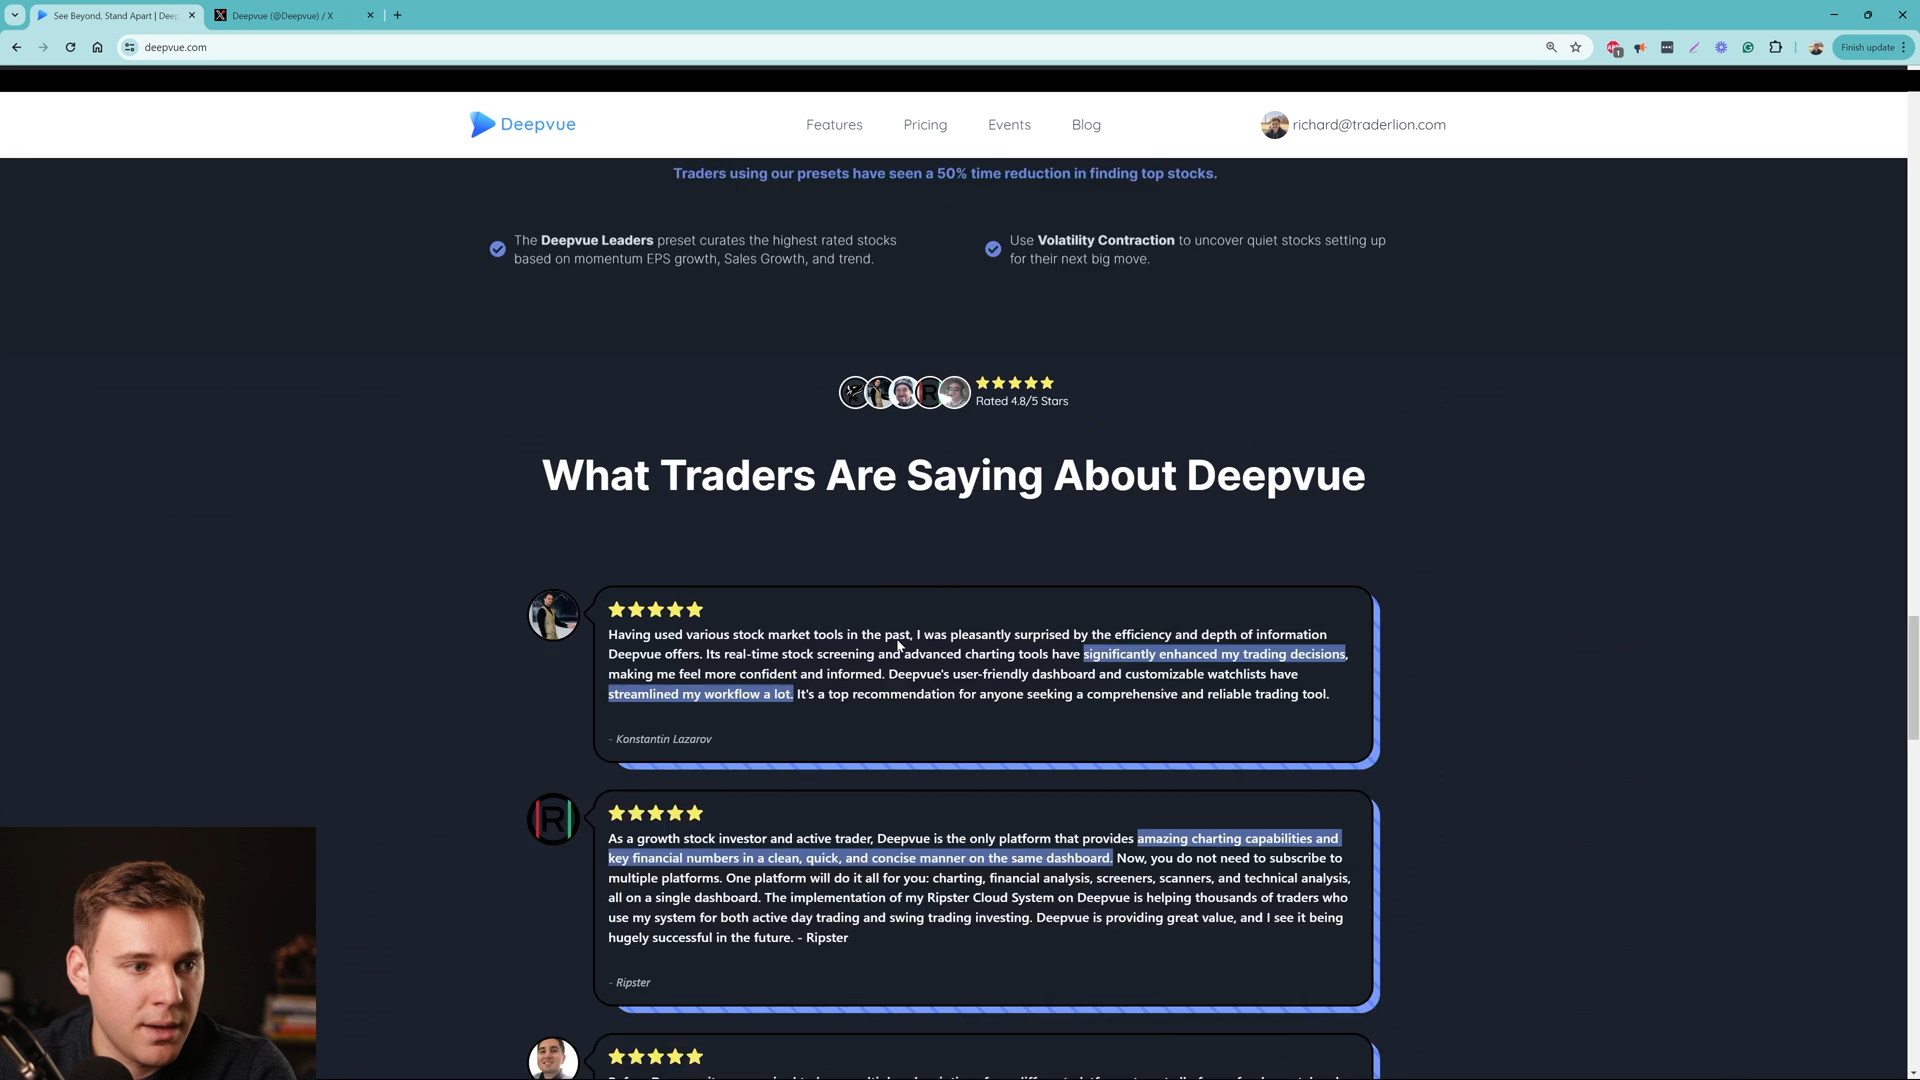 See Beyond, Stand Apart | Deep
Deepvue (@Deepvue) / X
deepvue.com
Finish update
1
Deepvue
Features
Pricing
Events
Blog
richard@traderlion.com
Traders using our presets have seen a 50% time reduction in finding top stocks.
The Deepvue Leaders preset curates the highest rated stocks
based on momentum EPS growth, Sales Growth, and trend.
Use Volatility Contraction to uncover quiet stocks setting up
for their next big move.
Rated 4.8/5 Stars
What Traders Are Saying About Deepvue
Having used various stock market tools in the past, I was pleasantly surprised by the efficiency and depth of information
Deepvue offers. Its real-time stock screening and advanced charting tools have significantly enhanced my trading decisions,
making me feel more confident and informed. Deepvue's user-friendly dashboard and customizable watchlists have
streamlined my workflow a lot. It's a top recommendation for anyone seeking a comprehensive and reliable trading tool.
- Konstantin Lazarov
R
As a growth stock investor and active trader, Deepvue is the only platform that provides amazing charting capabilities and
key financial numbers in a clean, quick, and concise manner on the same dashboard. Now, you do not need to subscribe to
multiple platforms. One platform will do it all for you: charting, financial analysis, screeners, scanners, and technical analysis,
all on a single dashboard. The implementation of my Ripster Cloud System on Deepvue is helping thousands of traders who
use my system for both active day trading and swing trading investing. Deepvue is providing great value, and I see it being
hugely successful in the future. - Ripster
- Ripster